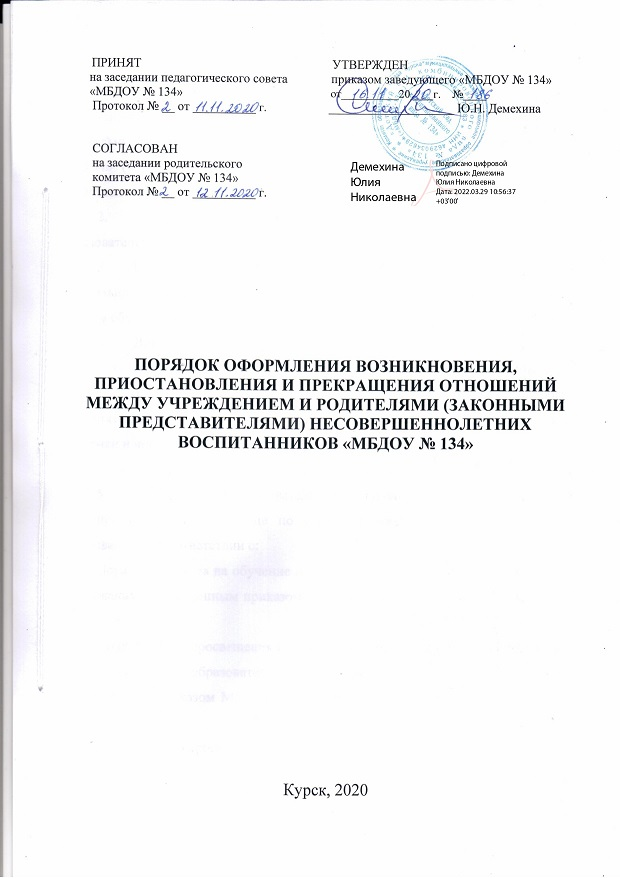 ПРИНЯТ
на заседании педагогического совета
«МБДОУ № 134»
Протокол № 2 от 11.11.2020 г.
УТВЕРЖДЕН
приказом заведующего «МБДОУ № 134»
от 16.11 2020 г. № 186
Ю.Н. Демехина
СОГЛАСОВАН
на заседании родительского
комитета «МБДОУ № 134»
Протокол № 2 от 12 11.2020 г.
Демехина
Юлия
Николаевна
Подписано цифровой
подписью: Демехина
Юлия Николаевна
Дата: 2022.03.29 10:56:37
+03'00'
ПОРЯДОК ОФОРМЛЕНИЯ ВОЗНИКНОВЕНИЯ,
ПРИОСТАНОВЛЕНИЯ И ПРЕКРАЩЕНИЯ ОТНОШЕНИЙ
МЕЖДУ УЧРЕЖДЕНИЕМ И РОДИТЕЛЯМИ (ЗАКОННЫМИ
ПРЕДСТАВИТЕЛЯМИ) НЕСОВЕРШЕННОЛЕТНИХ
ВОСПИТАННИКОВ «МБДОУ № 134»
Курск, 2020